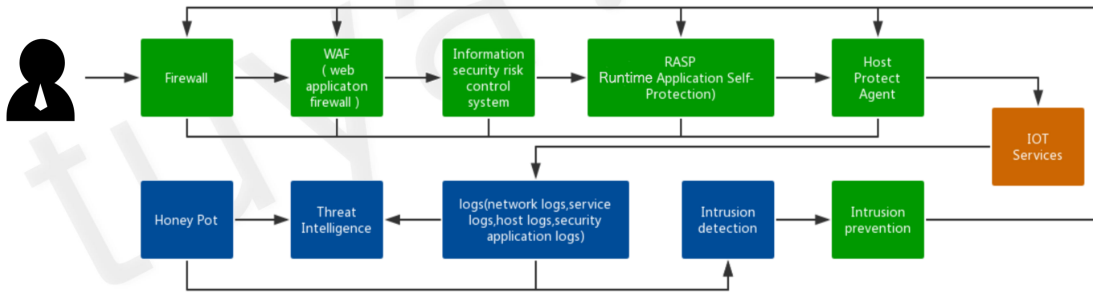 Firewall
WAF
( web
applicaton
firewall )
Information
security risk
control
system
RASP
Runtime Application Self-
Protection)
Host
Protect
Agent
IOT
Services
Honey Pot
Threat
Intelligence
logs(network logs,service
logs,host logs,security
application logs)
Intrusion
detection
Intrusion
prevention
tuya